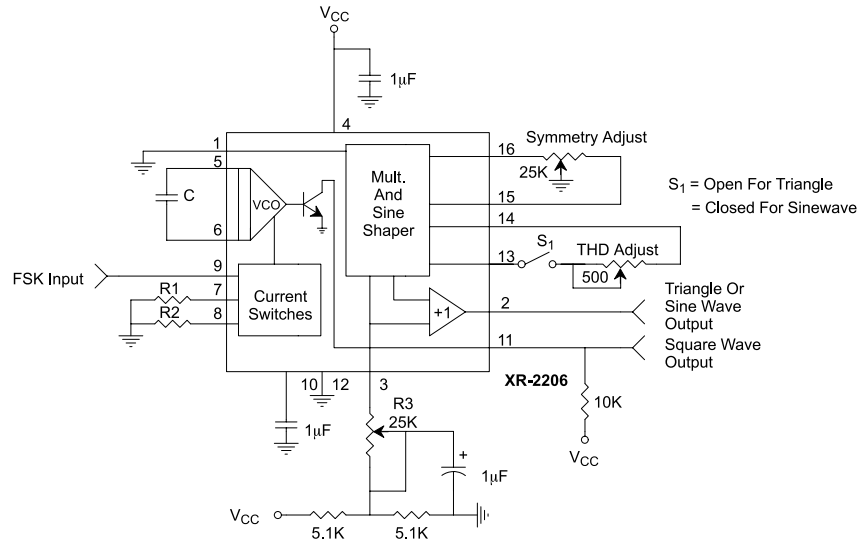 VCC
1µF
4
1
16
Symmetry Adjust
5
25K
Mult.
And
Sine
Shaper
15
S1 = Open For Triangle
= Closed For Sinewave
C
VCO
14
6
13
S1
THD Adjust
500
FSK Input
9
R1
7
R2
8
Current
Switches
+1
2
Triangle Or
Sine Wave
Output
11
Square Wave
Output
XR-2206
10
12
3
10K
VCC
1µF
R3
25K
+
1µF
VCC
5.1K
5.1K